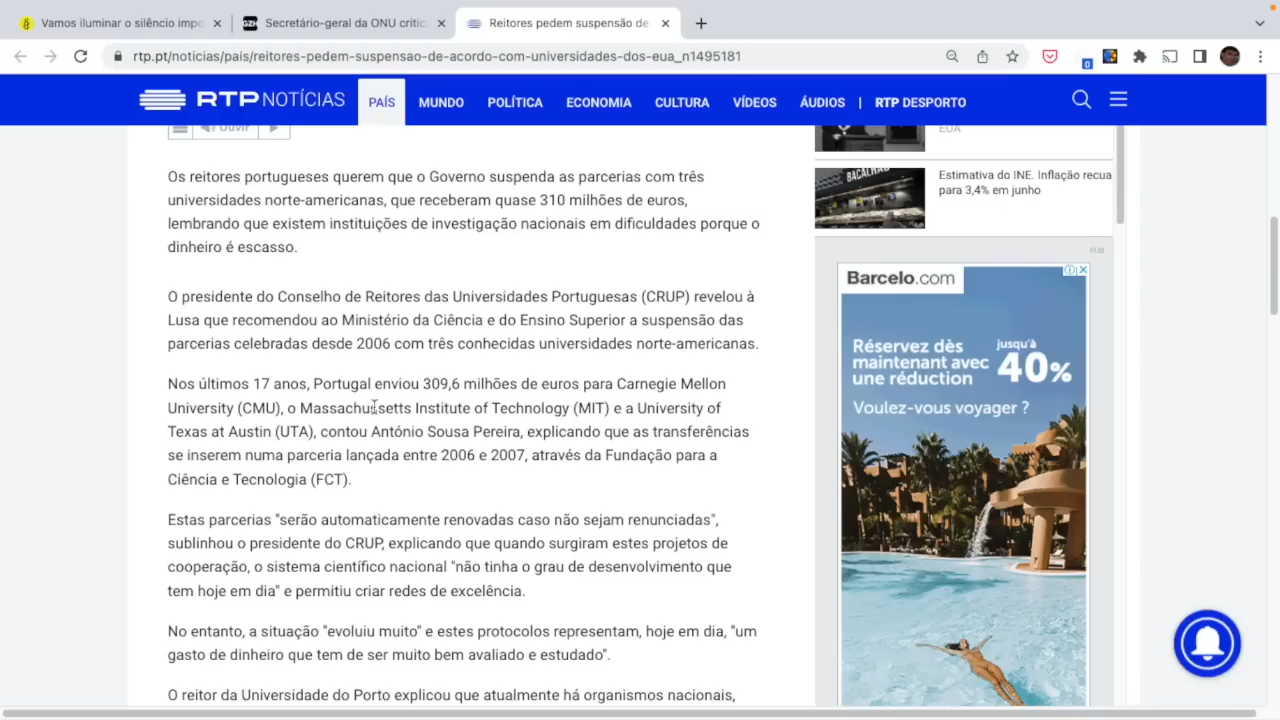 Vamos iluminar o silêncio impo
GZH
Secretário-geral da ONU critic
Reitores pedem suspensão de
rtp.pt/noticias/pais/reitores-pedem-suspensao-de-acordo-com-universidades-dos-eua_n1495181
0
RTP NOTÍCIAS
PAÍS
MUNDO
POLÍTICA
ECONOMIA
CULTURA
VÍDEOS
ÁUDIOS
|
RTP DESPORTO
Ouvir
Os reitores portugueses querem que o Governo suspenda as parcerias com três
universidades norte-americanas, que receberam quase 310 milhões de euros,
lembrando que existem instituições de investigação nacionais em dificuldades porque o
dinheiro é escasso.
O presidente do Conselho de Reitores das Universidades Portuguesas (CRUP) revelou à
Lusa que recomendou ao Ministério da Ciência e do Ensino Superior a suspensão das
parcerias celebradas desde 2006 com três conhecidas universidades norte-americanas.
Nos últimos 17 anos, Portugal enviou 309,6 milhões de euros para Carnegie Mellon
University (CMU), o Massachusetts Institute of Technology (MIT) e a University of
Texas at Austin (UTA), contou António Sousa Pereira, explicando que as transferências
se inserem numa parceria lançada entre 2006 e 2007, através da Fundação para a
Ciência e Tecnologia (FCT).
Estas parcerias "serão automaticamente renovadas caso não sejam renunciadas",
sublinhou o presidente do CRUP, explicando que quando surgiram estes projetos de
cooperação, o sistema científico nacional "não tinha o grau de desenvolvimento que
tem hoje em dia" e permitiu criar redes de excelência.
No entanto, a situação "evoluiu muito" e estes protocolos representam, hoje em dia, "um
gasto de dinheiro que tem de ser muito bem avaliado e estudado".
O reitor da Universidade do Porto explicou que atualmente há organismos nacionais,
EUA
BACALHAU
Estimativa do INE. Inflação recua
para 3,4% em junho
PUB
Barcelo.com
Réservez dès
maintenant avec
une réduction
jusqu'à
40%
Voulez-vous voyager ?